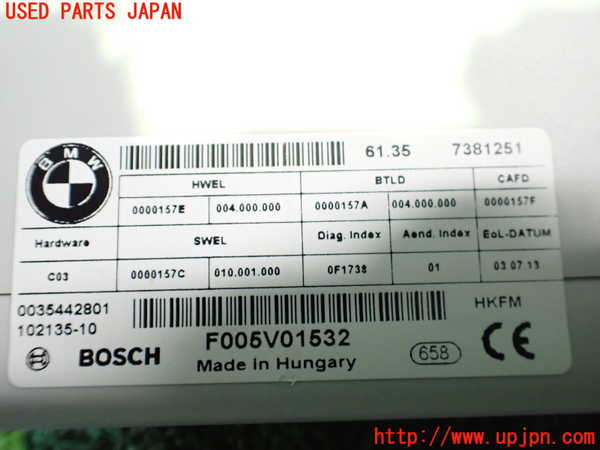 USED PARTS JAPAN
BMW
61.35 7381251
HWEL BTLD CAFD
0000157E 004.000.000 0000157A 004.000.000 0000157F
Hardware SWEL Diag. Index Aend. Index EoL-DATUM
C03 0000157C 010.001.000 0F1738 01 03.07.13
0035442801
102135-10
HKFM
BOSCH F005V01532
Made in Hungary
658
CE
UPJ http://www.upjpn.com/